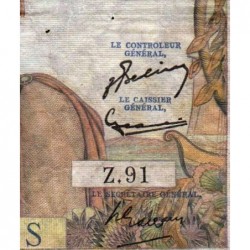 LE CONTROLEUR
GÉNÉRAL,
LE CAISSIER
GÉNÉRAL,
Z.91
LE SECRÉTAIRE GÉNÉRAL,
S